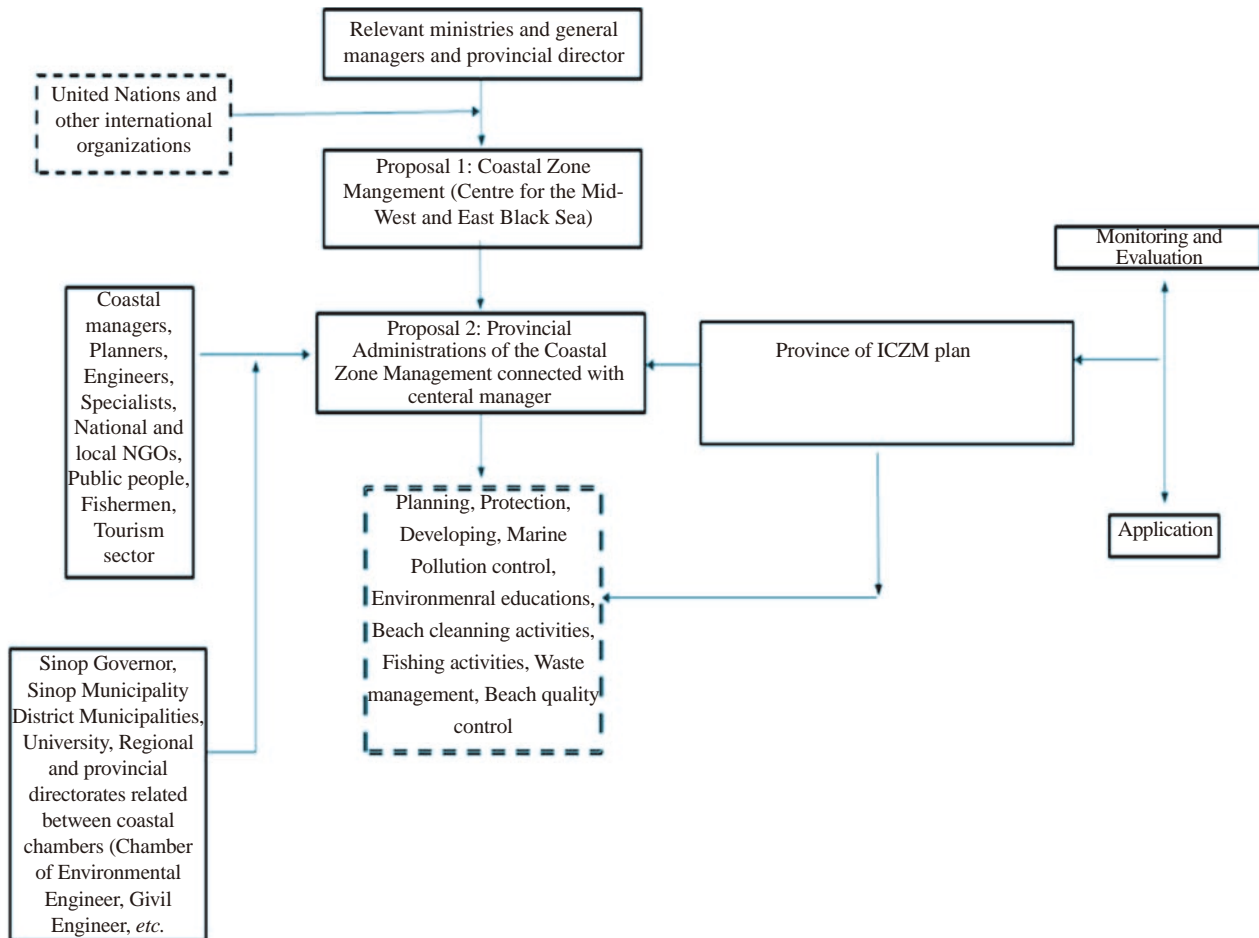 Relevant ministries and general
managers and provincial director
United Nations and
other international
organizations
Proposal 1: Coastal Zone
Mangement (Centre for the Mid-
West and East Black Sea)
Monitoring and
Evaluation
Coastal
managers,
Planners,
Engineers,
Specialists,
National and
local NGOs,
Public people,
Fishermen,
Tourism
sector
Proposal 2: Provincial
Administrations of the Coastal
Zone Management connected with
centeral manager
Province of ICZM plan
Application
Planning, Protection,
Developing, Marine
Pollution control,
Environmenral educations,
Beach cleanning activities,
Fishing activities, Waste
management, Beach quality
control
Sinop Governor,
Sinop Municipality
District Municipalities,
University, Regional
and provincial
directorates related
between coastal
chambers (Chamber
of Environmental
Engineer, Givil
Engineer, etc.